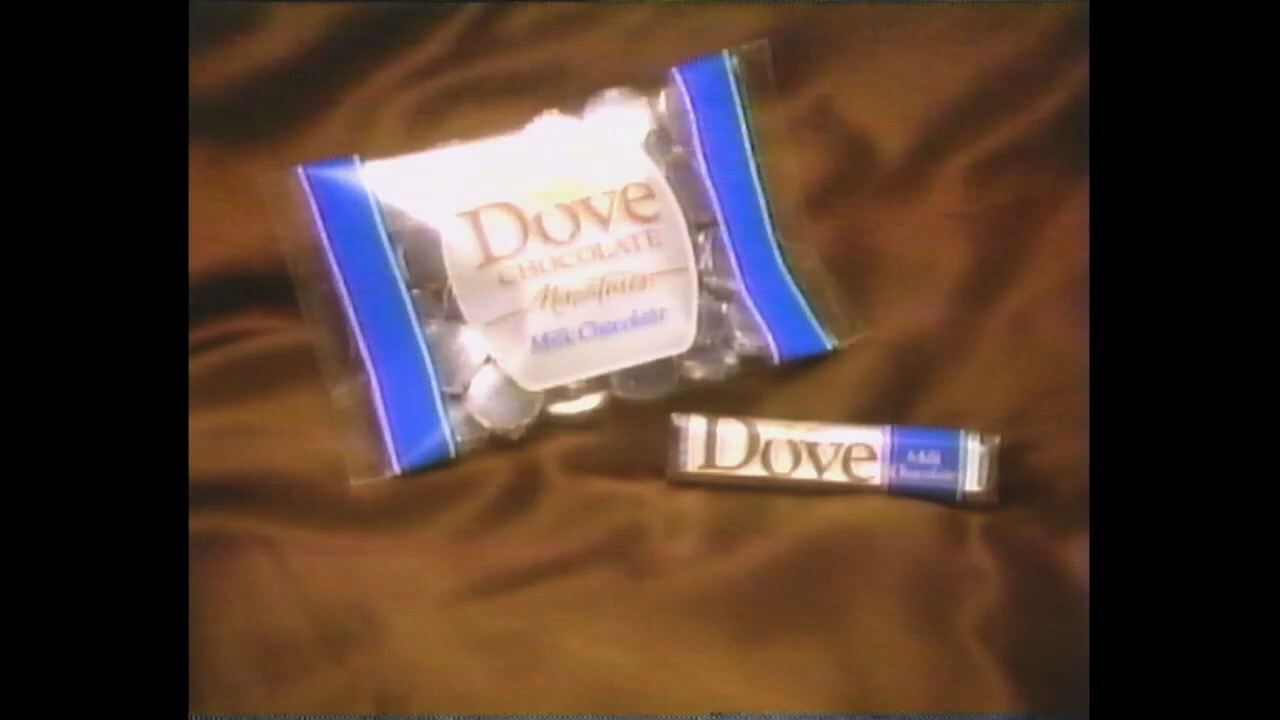 Dove
CHOCOLATE
Milk Chocolate
Dove
Milk
Chocolate